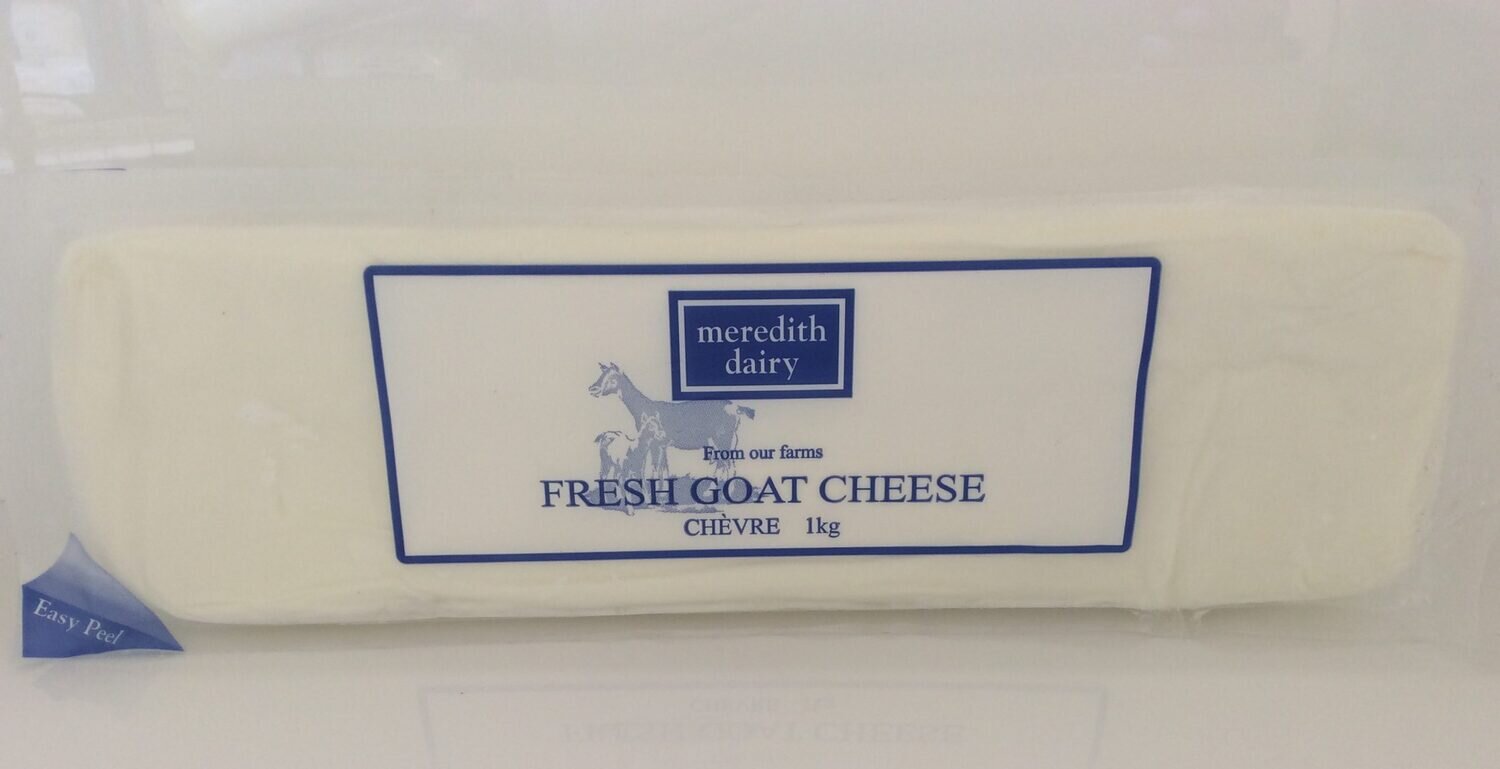 meredith
dairy
From our farms
FRESH GOAT CHEESE
CHÈVRE 1kg
Easy Peel